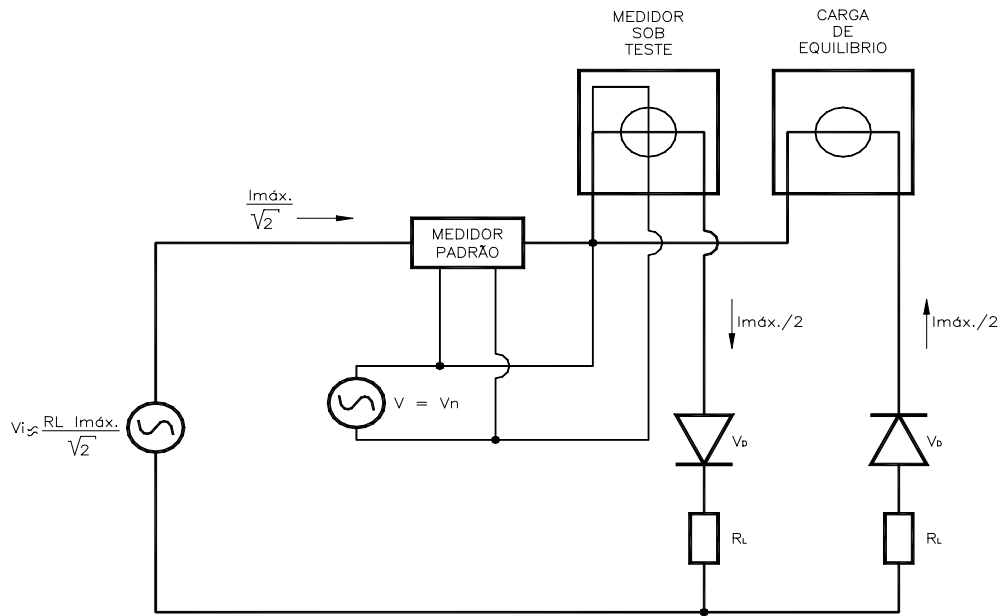 MEDIDOR
SOB
TESTE
CARGA
DE
EQUILIBRIO
Imáx.
√2
MEDIDOR
PADRÃO
Imáx./2
Imáx./2
V = Vn
Vi≈ RL Imáx.
√2
VD
VD
RL
RL